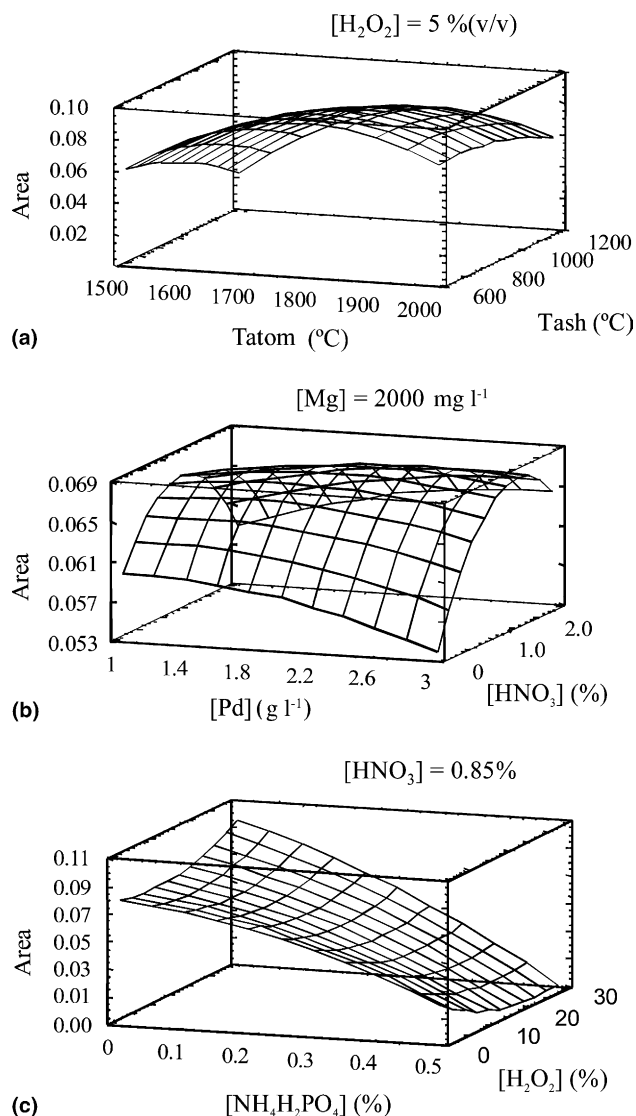 [H₂O₂] = 5 %(v/v)
0.10
0.08
0.06
0.04
0.02
Area
1500 1600 1700 1800 1900 2000
600 800 1000 1200
Tatom (ºC)
Tash (ºC)
(a)
[Mg] = 2000 mg l⁻¹
0.069
0.065
0.061
0.057
0.053
Area
1 1.4 1.8 2.2 2.6 3
0 1.0 2.0
[Pd] (g l⁻¹)
[HNO₃] (%)
(b)
[HNO₃] = 0.85%
0.11
0.09
0.07
0.05
0.03
0.01
0.00
Area
0 0.1 0.2 0.3 0.4 0.5
0 10 20 30
[NH₄H₂PO₄] (%)
[H₂O₂] (%)
(c)